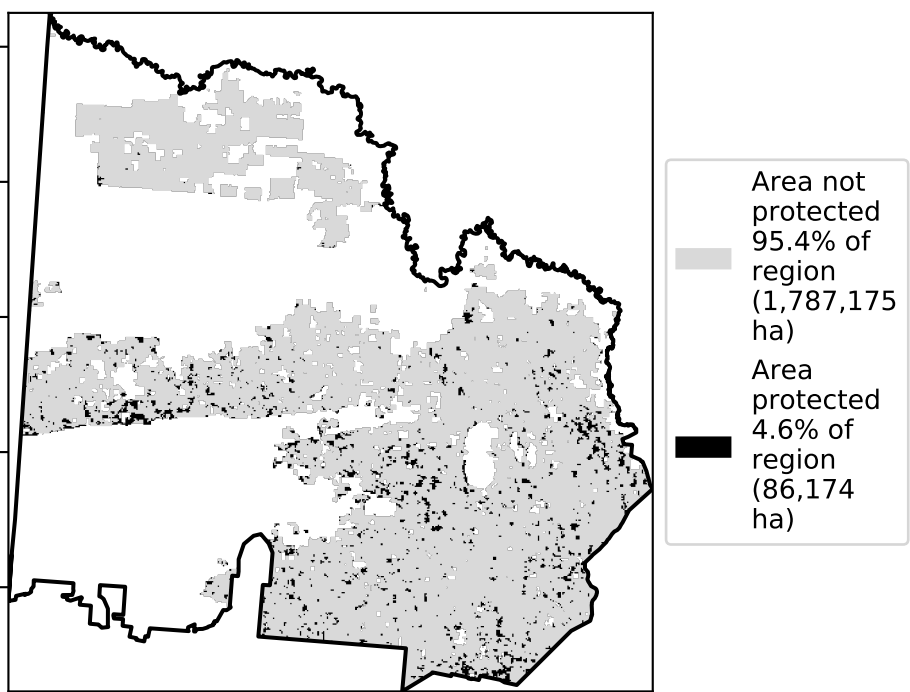 Area not
protected
95.4% of
region
(1,787,175
ha)
Area
protected
4.6% of
region
(86,174
ha)